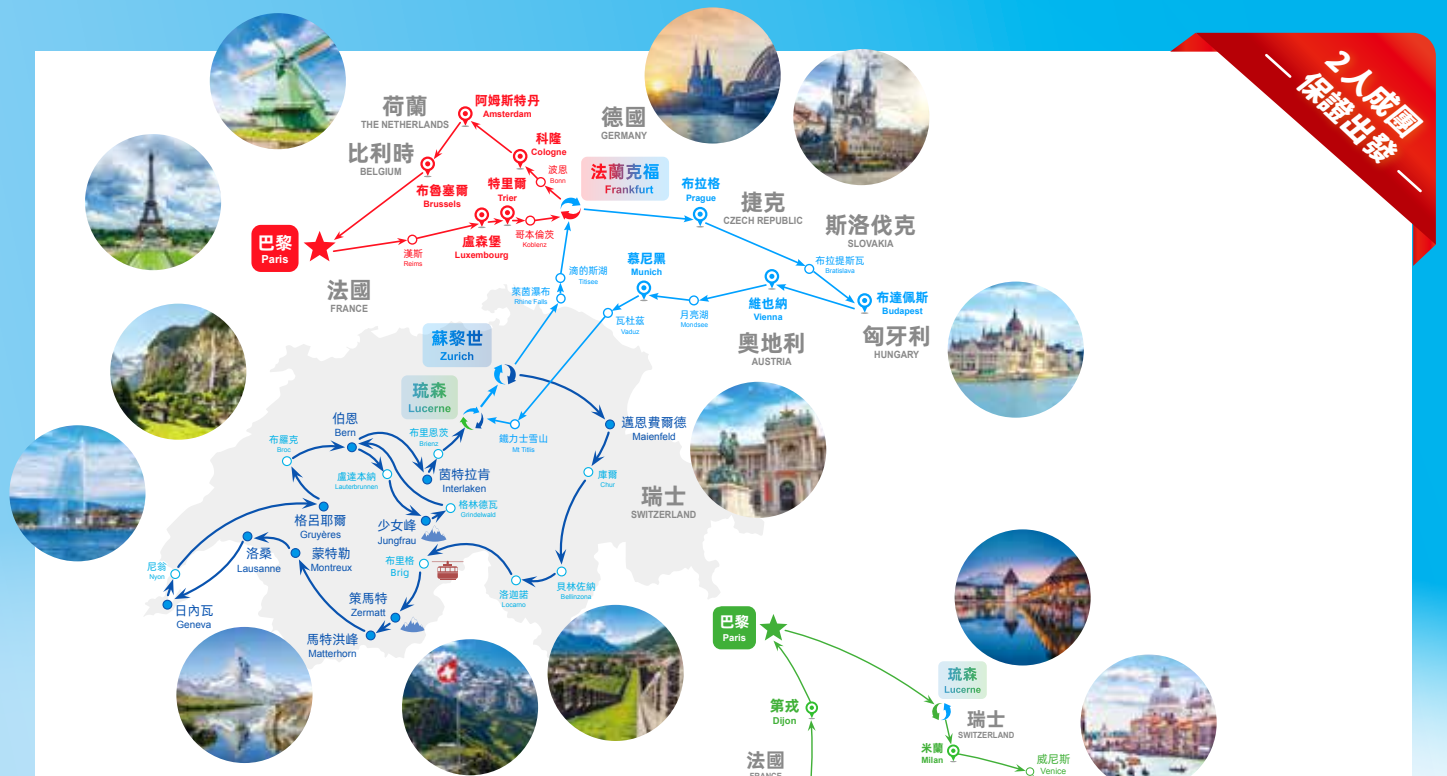 2人成團
保證出發
荷蘭
THE NETHERLANDS
阿姆斯特丹
Amsterdam
德國
GERMANY
科隆
Cologne
比利時
BELGIUM
波恩
Bonn
法蘭克福
Frankfurt
布魯塞爾
Brussels
特里爾
Trier
布拉格
Prague
捷克
CZECH REPUBLIC
斯洛伐克
SLOVAKIA
巴黎
Paris
漢斯
Reims
盧森堡
Luxembourg
哥本倫茨
Koblenz
布拉提斯瓦
Bratislava
法國
FRANCE
滴的斯湖
Titisee
萊茵瀑布
Rhine Falls
慕尼黑
Munich
瓦杜茲
Vaduz
月亮湖
Mondsee
維也納
Vienna
布達佩斯
Budapest
奧地利
AUSTRIA
匈牙利
HUNGARY
蘇黎世
Zurich
琉森
Lucerne
伯恩
Bern
布羅克
Broc
布里恩茨
Brienz
鐵力士雪山
Mt Titlis
邁恩費爾德
Maienfeld
盧達本納
Lauterbrunnen
茵特拉肯
Interlaken
庫爾
Chur
瑞士
SWITZERLAND
格呂耶爾
Gruyères
少女峰
Jungfrau
格林德瓦
Grindelwald
洛桑
Lausanne
蒙特勒
Montreux
布里格
Brig
尼翁
Nyon
洛迦諾
Locarno
貝林佐納
Bellinzona
日內瓦
Geneva
策馬特
Zermatt
馬特洪峰
Matterhorn
巴黎
Paris
琉森
Lucerne
第戎
Dijon
瑞士
SWITZERLAND
米蘭
Milan
威尼斯
Venice
法國
FRANCE